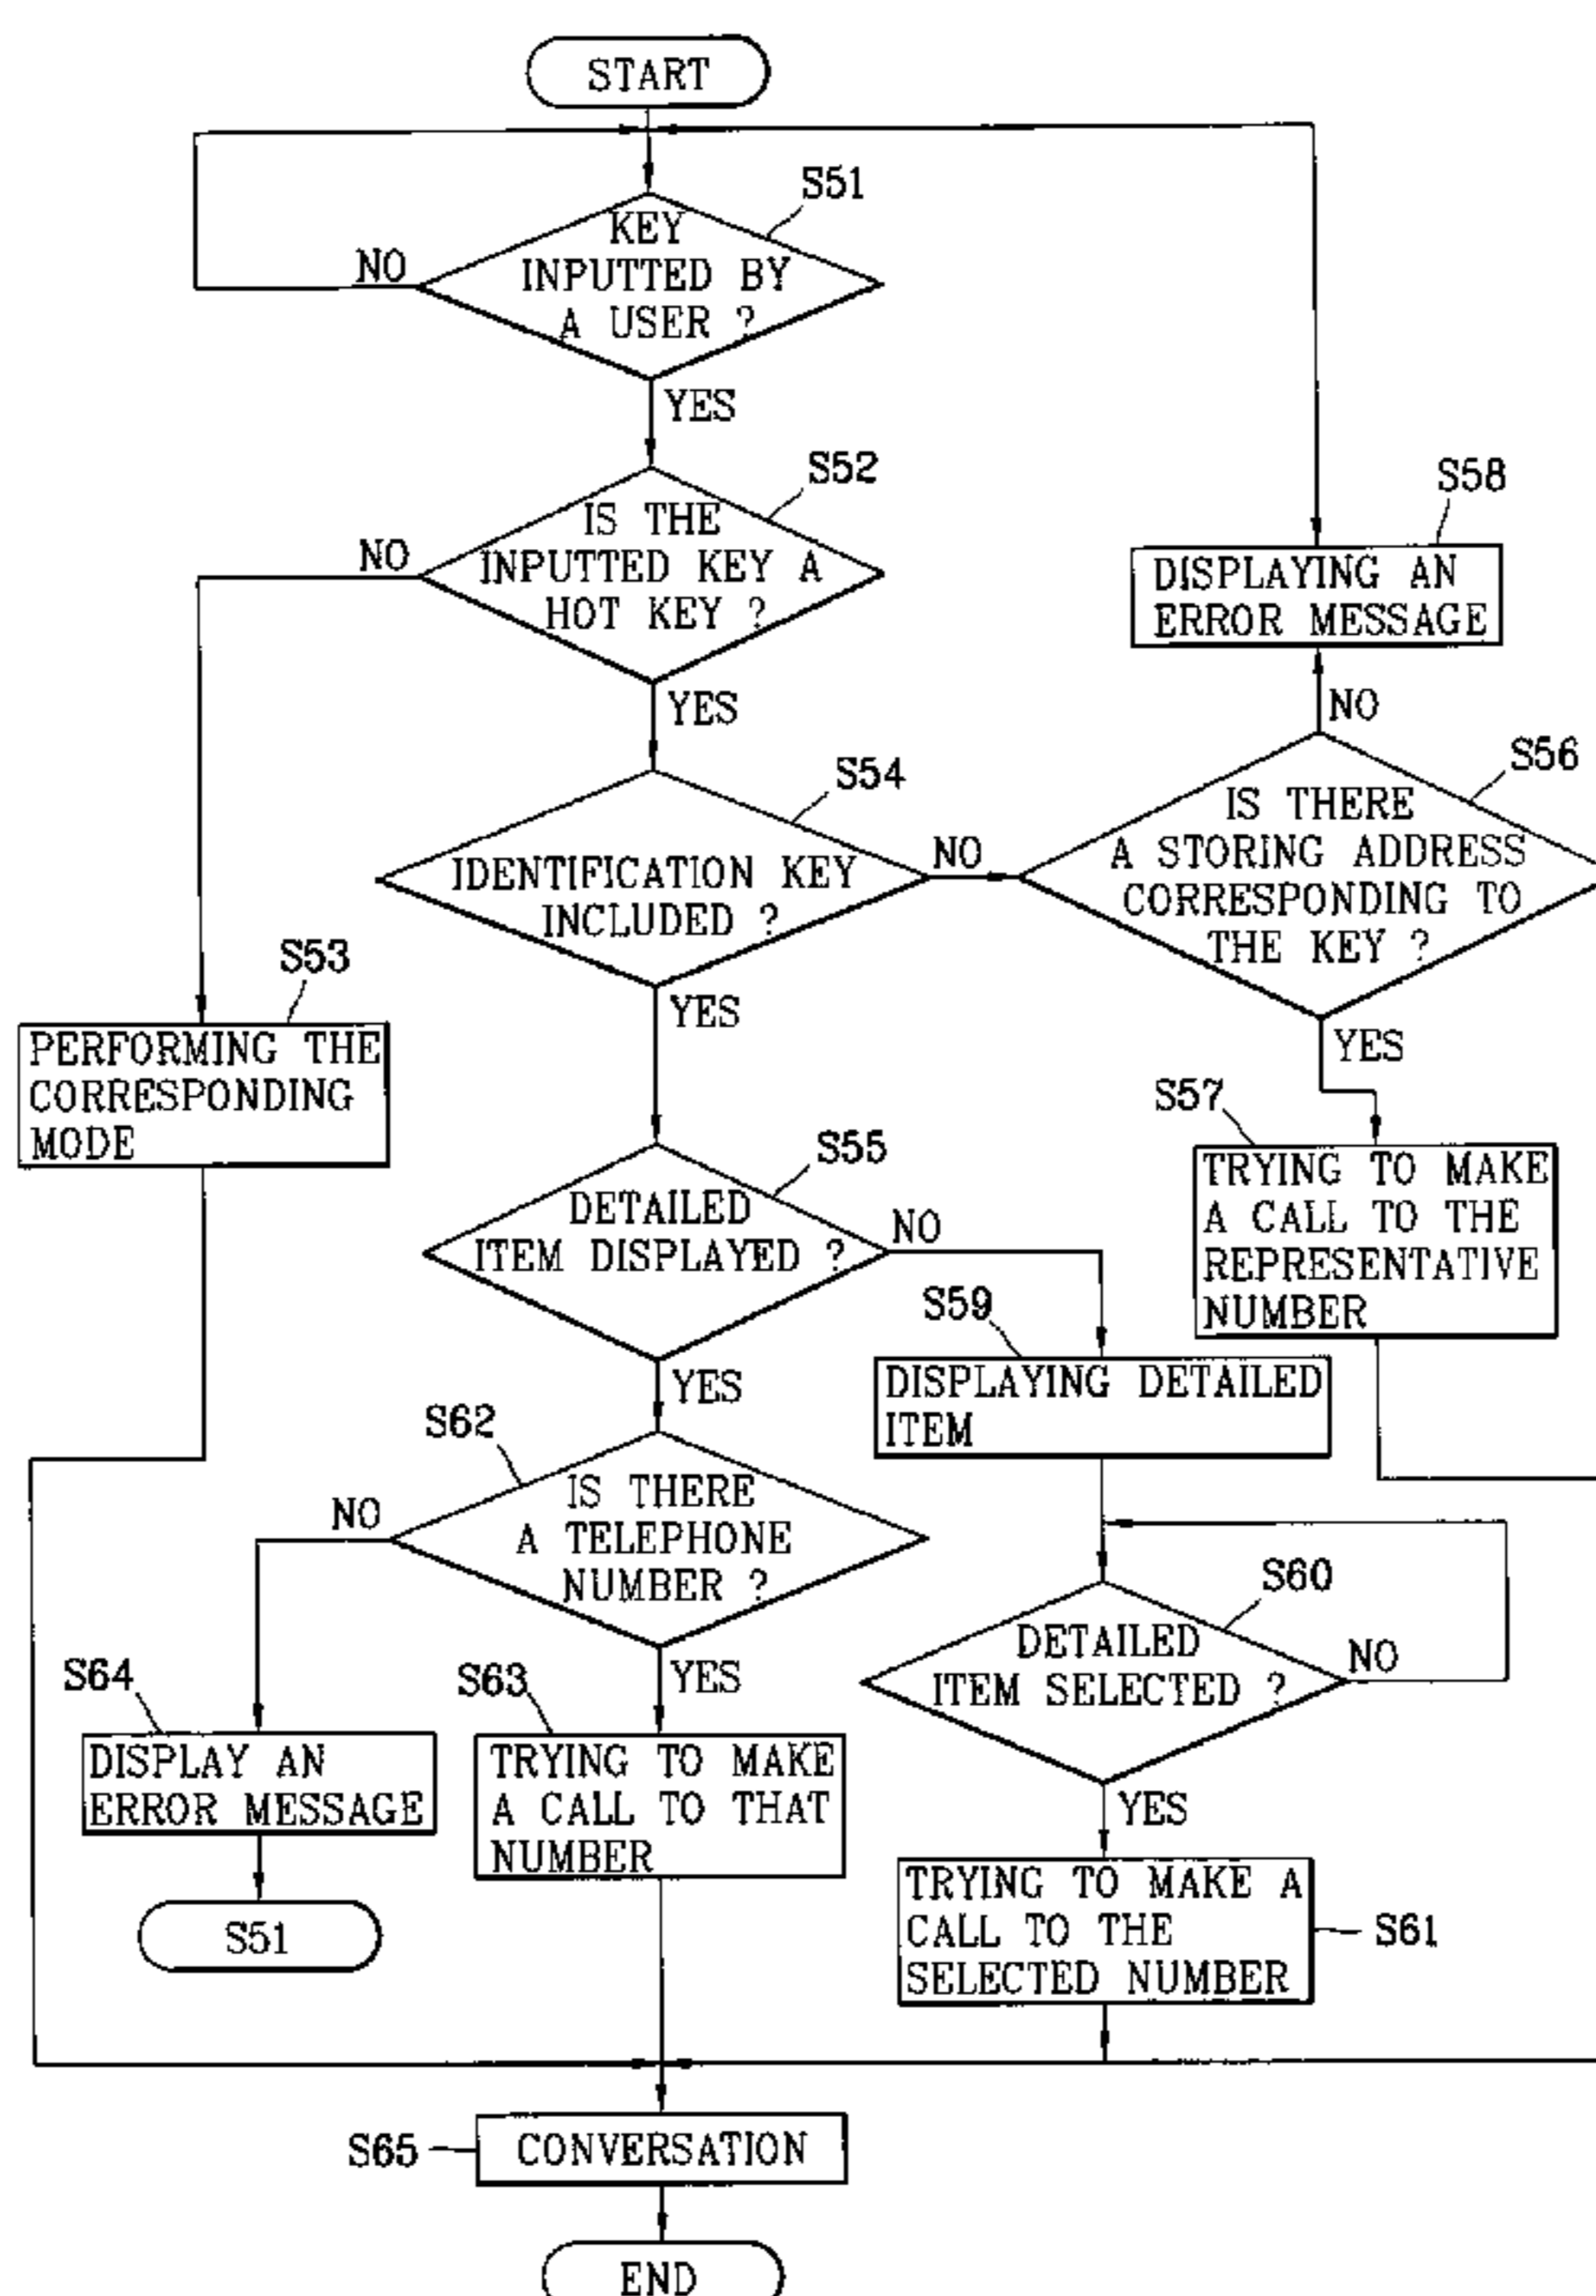 START
S51
KEY
INPUTTED BY
A USER ?
NO
YES
S52
IS THE
INPUTTED KEY A
HOT KEY ?
NO
YES
S58
DISPLAYING AN
ERROR MESSAGE
NO
S54
IDENTIFICATION KEY
INCLUDED ?
NO
YES
S56
IS THERE
A STORING ADDRESS
CORRESPONDING TO
THE KEY ?
YES
S53
PERFORMING THE
CORRESPONDING
MODE
S57
TRYING TO MAKE
A CALL TO THE
REPRESENTATIVE
NUMBER
S55
DETAILED
ITEM DISPLAYED ?
NO
YES
S59
DISPLAYING DETAILED
ITEM
S62
IS THERE
A TELEPHONE
NUMBER ?
NO
YES
S60
DETAILED
ITEM SELECTED ?
NO
YES
S64
DISPLAY AN
ERROR MESSAGE
S51
S63
TRYING TO MAKE
A CALL TO THAT
NUMBER
TRYING TO MAKE A
CALL TO THE
SELECTED NUMBER
S61
S65
CONVERSATION
END